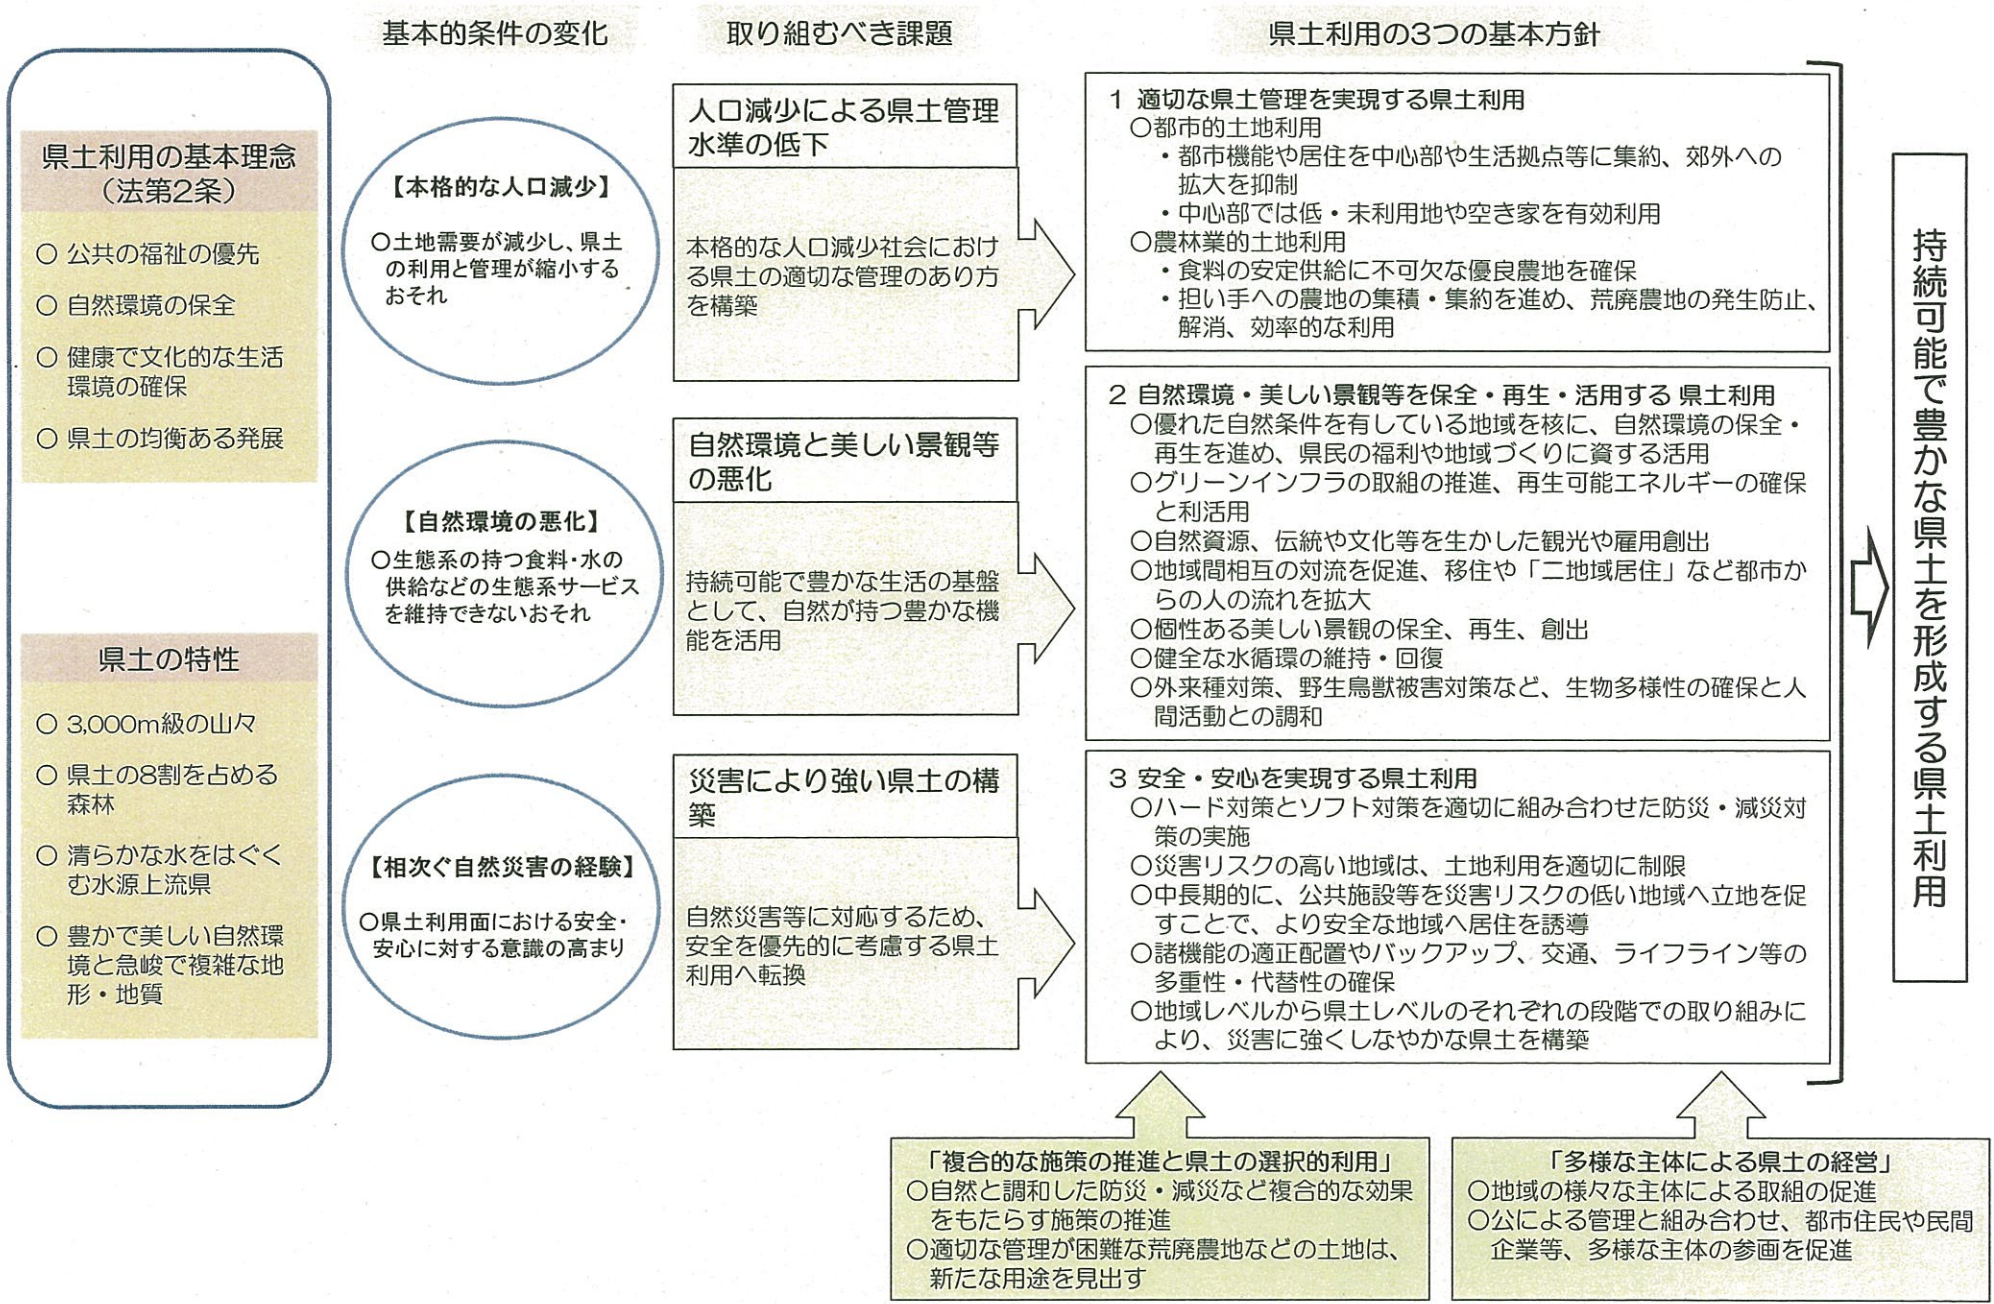 基本的条件の変化
取り組むべき課題
県土利用の3つの基本方針
県土利用の基本理念
（法第2条）
○ 公共の福祉の優先
○ 自然環境の保全
○ 健康で文化的な生活
環境の確保
○ 県土の均衡ある発展
県土の特性
○ 3,000m級の山々
○ 県土の8割を占める
森林
○ 清らかな水をはぐく
む水源上流県
○ 豊かで美しい自然環
境と急峻で複雑な地
形・地質
【本格的な人口減少】
○土地需要が減少し、県土
の利用と管理が縮小する
おそれ
【自然環境の悪化】
○生態系の持つ食料・水の
供給などの生態系サービス
を維持できないおそれ
【相次ぐ自然災害の経験】
○県土利用面における安全・
安心に対する意識の高まり
人口減少による県土管理
水準の低下
本格的な人口減少社会におけ
る県土の適切な管理のあり方
を構築
自然環境と美しい景観等
の悪化
持続可能で豊かな生活の基盤
として、自然が持つ豊かな機
能を活用
災害により強い県土の構
築
自然災害等に対応するため、
安全を優先的に考慮する県土
利用へ転換
1 適切な県土管理を実現する県土利用
○都市的土地利用
・都市機能や居住を中心部や生活拠点等に集約、郊外への
拡大を抑制
・中心部では低・未利用地や空き家を有効利用
○農林業的土地利用
・食料の安定供給に不可欠な優良農地を確保
・担い手への農地の集積・集約を進め、荒廃農地の発生防止、
解消、効率的な利用
2 自然環境・美しい景観等を保全・再生・活用する 県土利用
○優れた自然条件を有している地域を核に、自然環境の保全・
再生を進め、県民の福利や地域づくりに資する活用
○グリーンインフラの取組の推進、再生可能エネルギーの確保
と利活用
○自然資源、伝統や文化等を生かした観光や雇用創出
○地域間相互の対流を促進、移住や「二地域居住」など都市か
らの人の流れを拡大
○個性ある美しい景観の保全、再生、創出
○健全な水循環の維持・回復
○外来種対策、野生鳥獣被害対策など、生物多様性の確保と人
間活動との調和
3 安全・安心を実現する県土利用
○ハード対策とソフト対策を適切に組み合わせた防災・減災対
策の実施
○災害リスクの高い地域は、土地利用を適切に制限
○中長期的に、公共施設等を災害リスクの低い地域へ立地を促
すことで、より安全な地域へ居住を誘導
○諸機能の適正配置やバックアップ、交通、ライフライン等の
多重性・代替性の確保
○地域レベルから県土レベルのそれぞれの段階での取り組みに
より、災害に強くしなやかな県土を構築
持続可能で豊かな県土を形成する県土利用
「複合的な施策の推進と県土の選択的利用」
○自然と調和した防災・減災など複合的な効果
をもたらす施策の推進
○適切な管理が困難な荒廃農地などの土地は、
新たな用途を見出す
「多様な主体による県土の経営」
○地域の様々な主体による取組の促進
○公による管理と組み合わせ、都市住民や民間
企業等、多様な主体の参画を促進